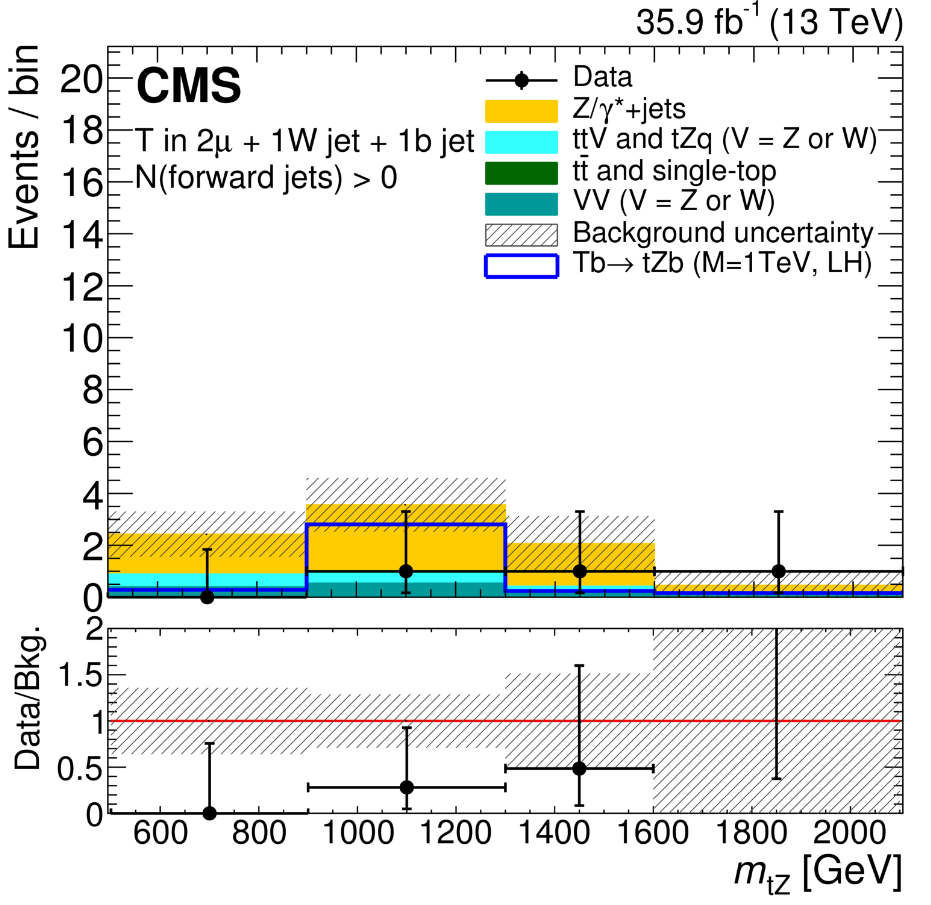 35.9 fb⁻¹ (13 TeV)
Events / bin
CMS
T in 2μ + 1W jet + 1b jet
N(forward jets) > 0
Data
Z/γ*+jets
ttV and tZq (V = Z or W)
tt̄ and single-top
VV (V = Z or W)
Background uncertainty
Tb→ tZb (M=1TeV, LH)
20
18
16
14
12
10
8
6
4
2
0
Data/Bkg.
2
1.5
1
0.5
0
600 800 1000 1200 1400 1600 1800 2000
m_tZ [GeV]